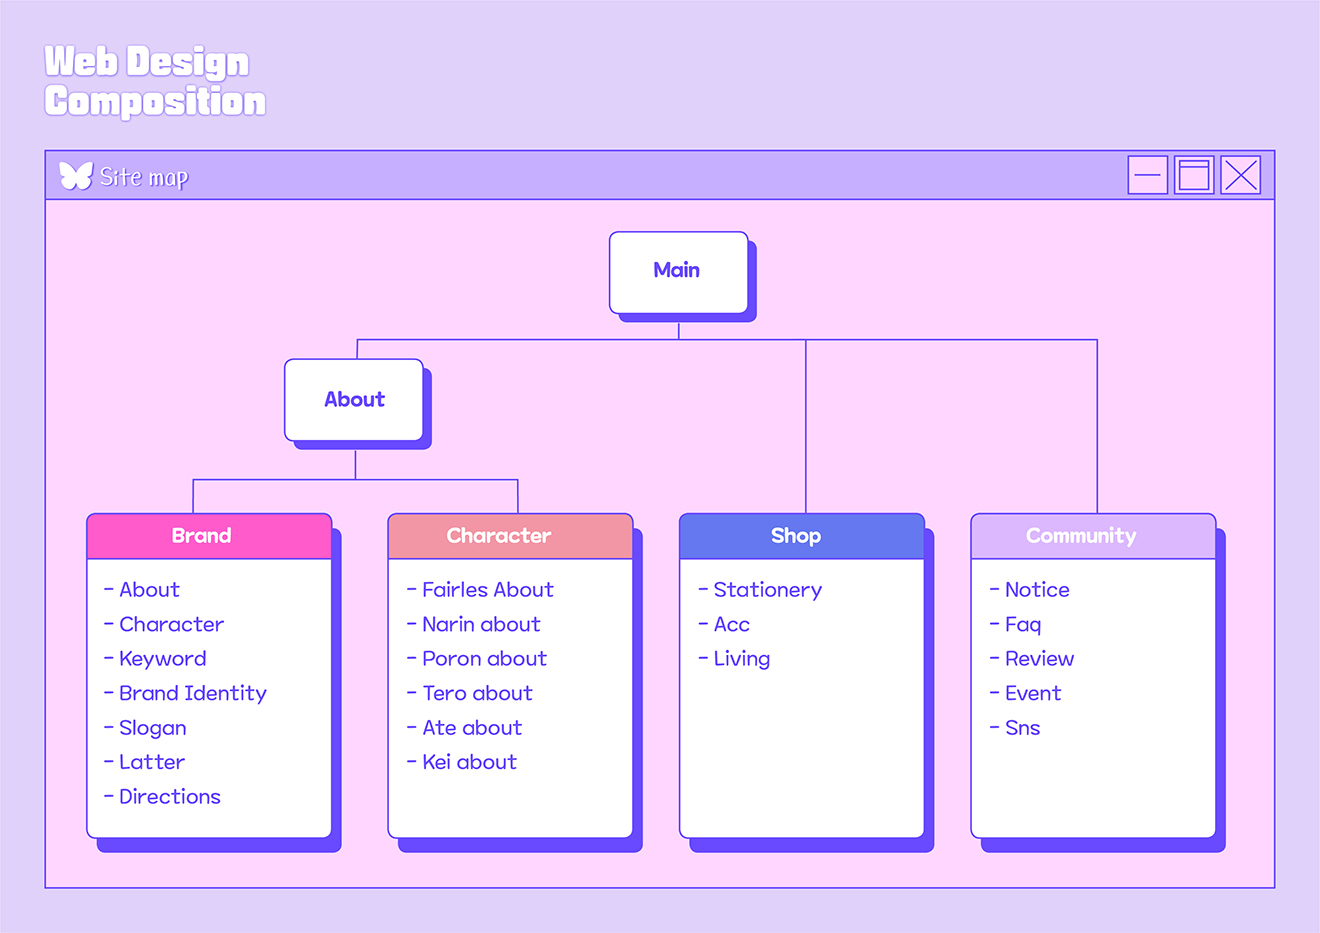 Web Design
Composition
Site map
Main
About
Brand
- About
- Character
- Keyword
- Brand Identity
- Slogan
- Latter
- Directions
Character
- Fairles About
- Narin about
- Poron about
- Tero about
- Ate about
- Kei about
Shop
- Stationery
- Acc
- Living
Community
- Notice
- Faq
- Review
- Event
- Sns